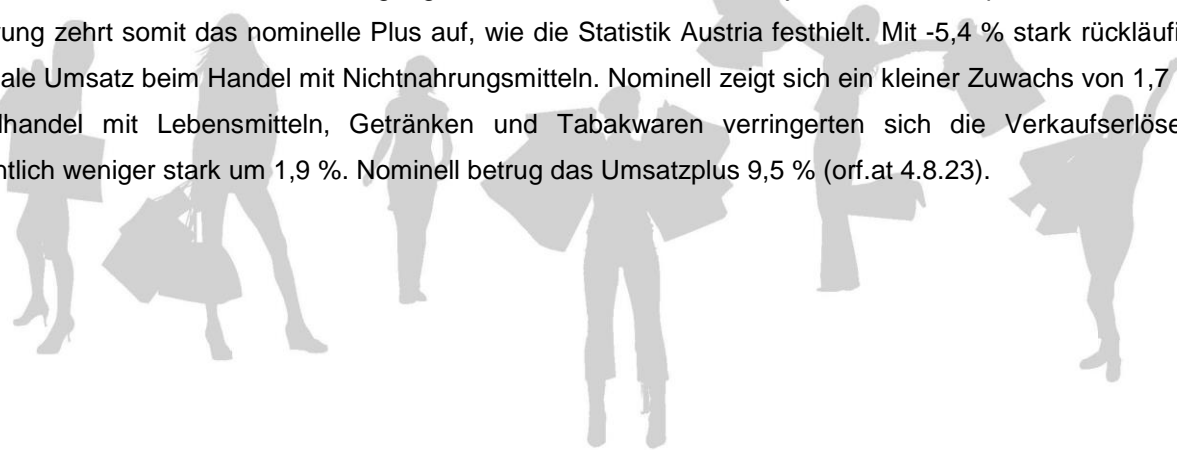 ung zehrt somit das nominelle Plus auf, wie die Statistik Austria festhielt. Mit -5,4 % stark rückläufi
ale Umsatz beim Handel mit Nichtnahrungsmitteln. Nominell zeigt sich ein kleiner Zuwachs von 1,7
lhandel mit Lebensmitteln, Getränken und Tabakwaren verringerten sich die Verkaufserlöse
ntlich weniger stark um 1,9 %. Nominell betrug das Umsatzplus 9,5 % (orf.at 4.8.23).